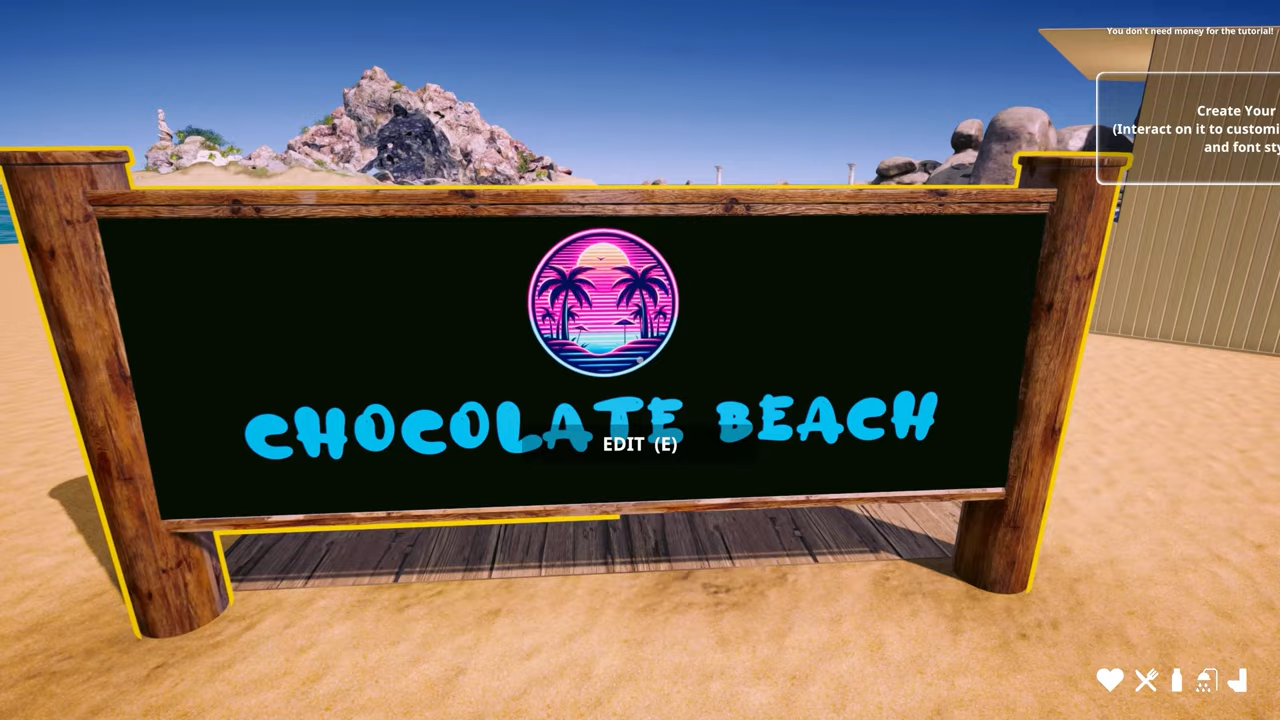 You don't need money for the tutorial!
Create Your
(Interact on it to customi
and font sty
CHOCOLATE BEACH
EDIT (E)